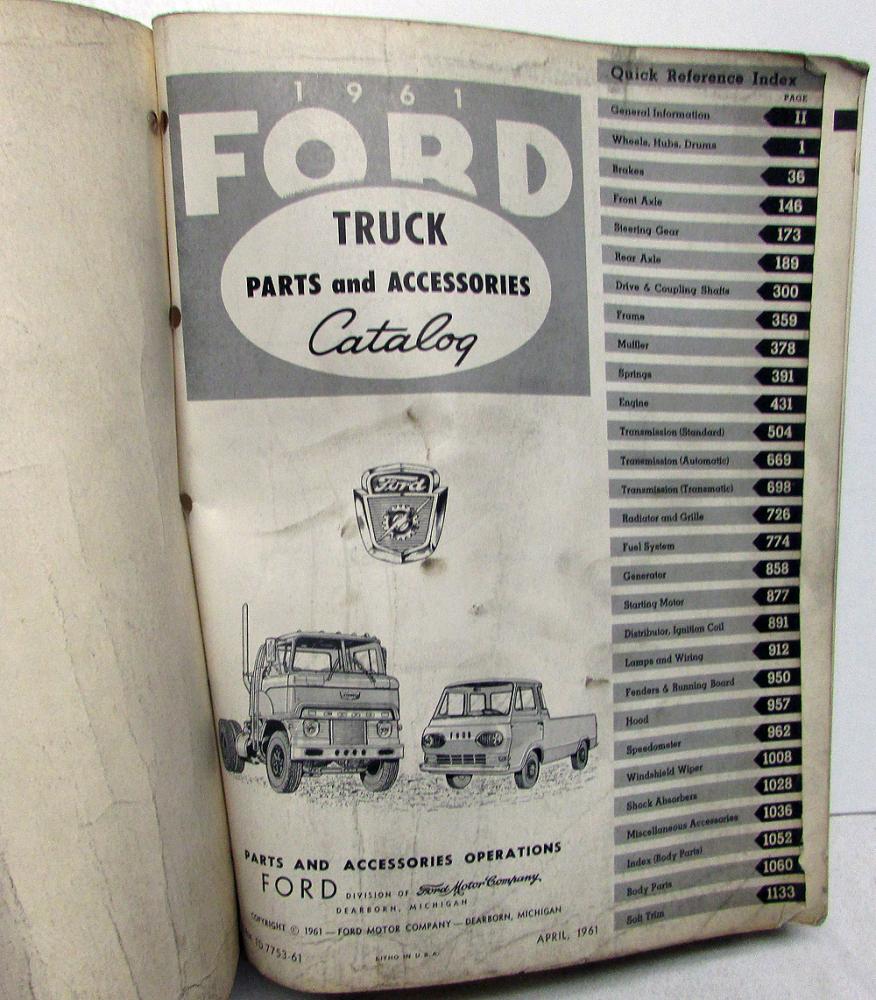 1961
FORD
TRUCK
PARTS and ACCESSORIES
Catalog
Ford
FORD
PARTS AND ACCESSORIES OPERATIONS
FORD DIVISION OF Ford Motor Company,
DEARBORN, MICHIGAN
COPYRIGHT © 1961 — FORD MOTOR COMPANY — DEARBORN, MICHIGAN
7753-61
LITHO IN U.S.A.
APRIL, 1961
Quick Reference Index
PAGE
General Information II
Wheels, Hubs, Drums 1
Brakes 36
Front Axle 146
Steering Gear 173
Rear Axle 189
Drive & Coupling Shafts 300
Frame 359
Muffler 378
Springs 391
Engine 431
Transmission (Standard) 504
Transmission (Automatic) 669
Transmission (Transmatic) 698
Radiator and Grille 726
Fuel System 774
Generator 858
Starting Motor 877
Distributor, Ignition Coil 891
Lamps and Wiring 912
Fenders & Running Board 950
Hood 957
Speedometer 962
Windshield Wiper 1008
Shock Absorbers 1028
Miscellaneous Accessories 1036
Index (Body Parts) 1052
Body Parts 1060
Soft Trim 1133